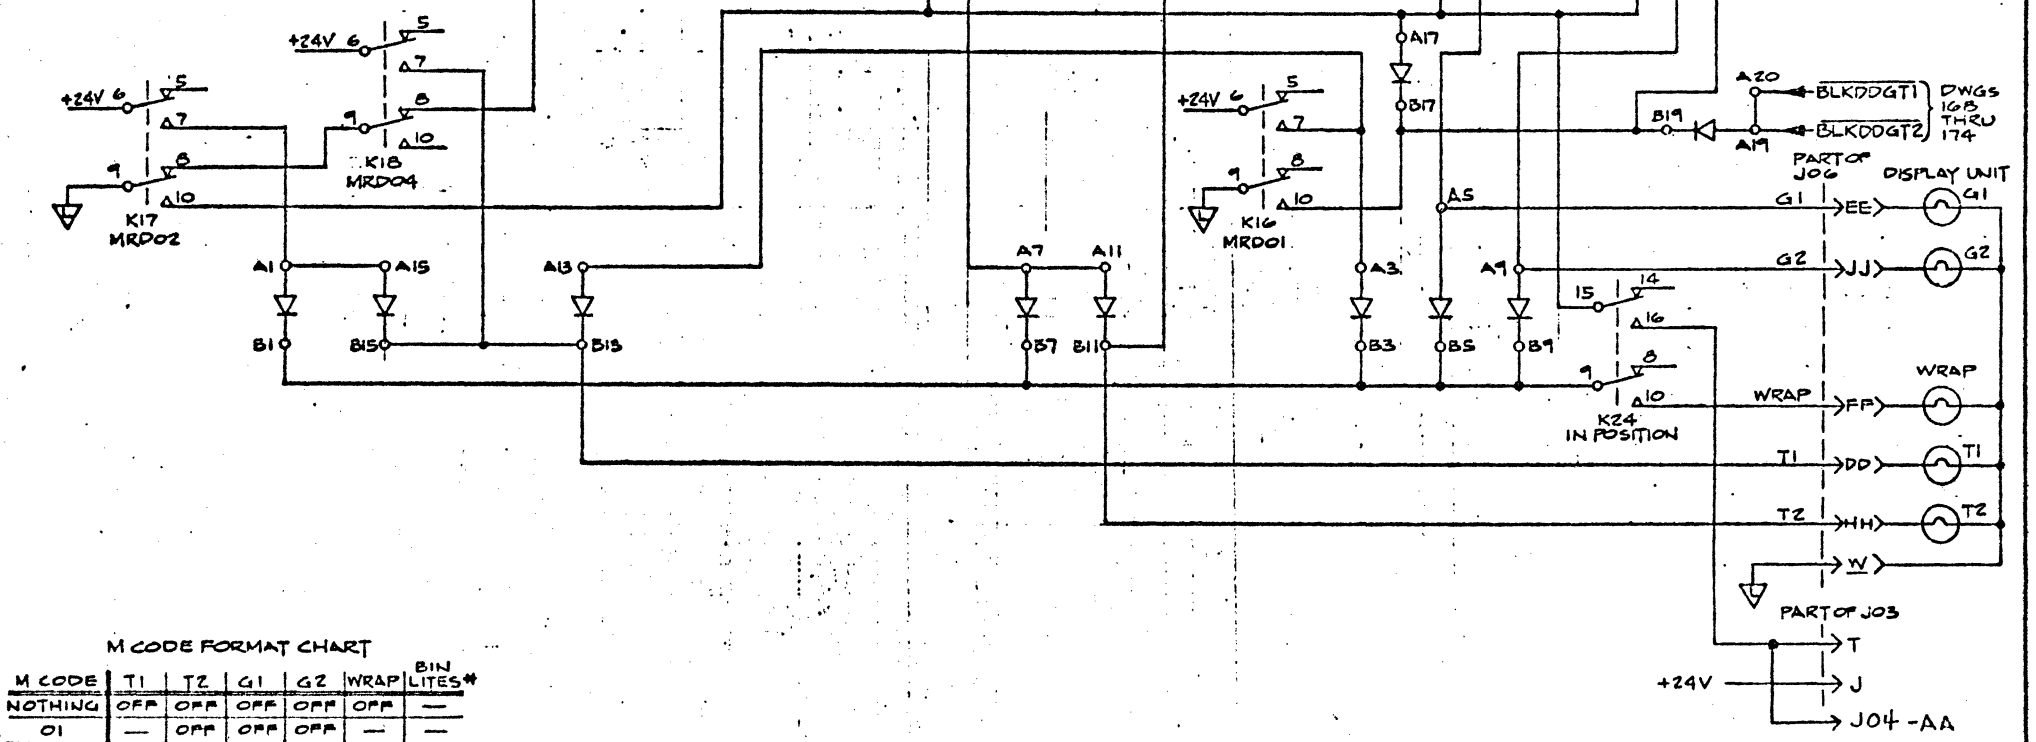 +24V 6
5
7
9
8
10
K18
MRD04
+24V 6
5
7
9
8
10
K17
MRD02
A17
B17
+24V 6
5
7
9
8
10
K16
MRD01
A20
BLKDDGT1
B19
BLKDDGT2
A19
DWGS
168
THRU
174
PART OF
J06
DISPLAY UNIT
A5
G1
EE
G1
A1
A15
A13
A7
A11
A3
A9
G2
JJ
G2
15
14
16
B1
B15
B13
B7
B11
B3
B5
B9
9
8
10
K24
IN POSITION
WRAP
WRAP
FF
T1
DD
T1
T2
HH
T2
W
PART OF J03
T
+24V
J
J04-AA
M CODE FORMAT CHART
M CODE T1 T2 G1 G2 WRAP BIN LITES*
NOTHING OFF OFF OFF OFF OFF —
01 — OFF OFF OFF — —